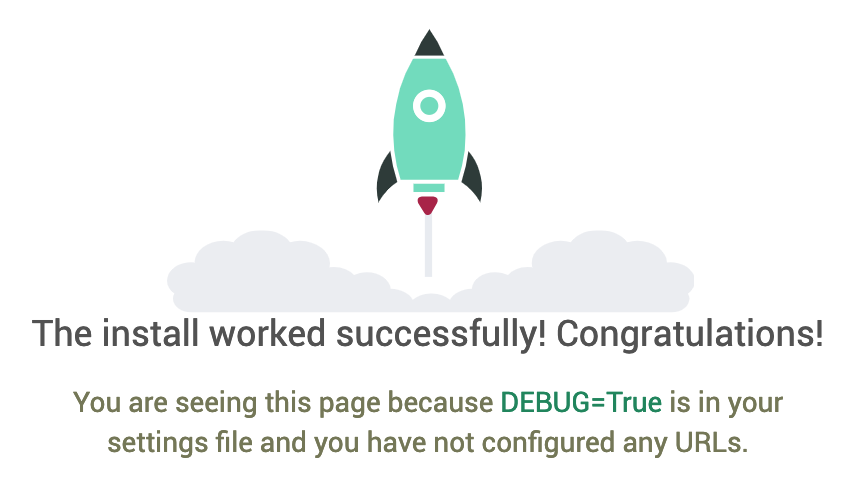 The install worked successfully! Congratulations!
You are seeing this page because DEBUG=True is in your
settings file and you have not configured any URLs.